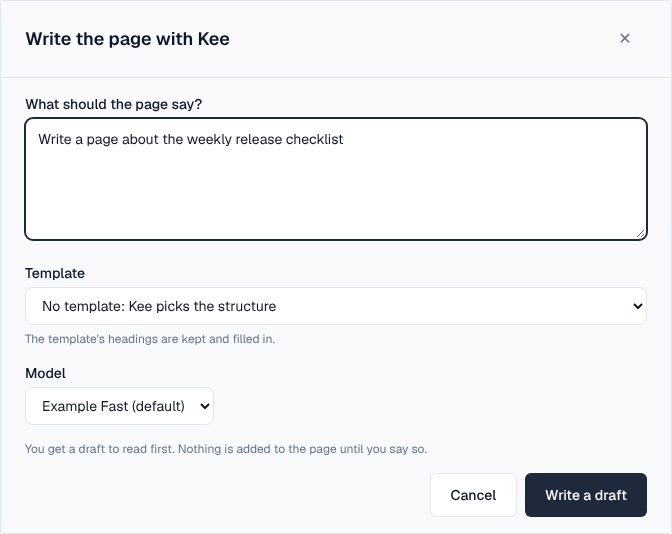 Write the page with Kee
What should the page say?
Write a page about the weekly release checklist
Template
No template: Kee picks the structure
The template's headings are kept and filled in.
Model
Example Fast (default)
You get a draft to read first. Nothing is added to the page until you say so.
Cancel
Write a draft